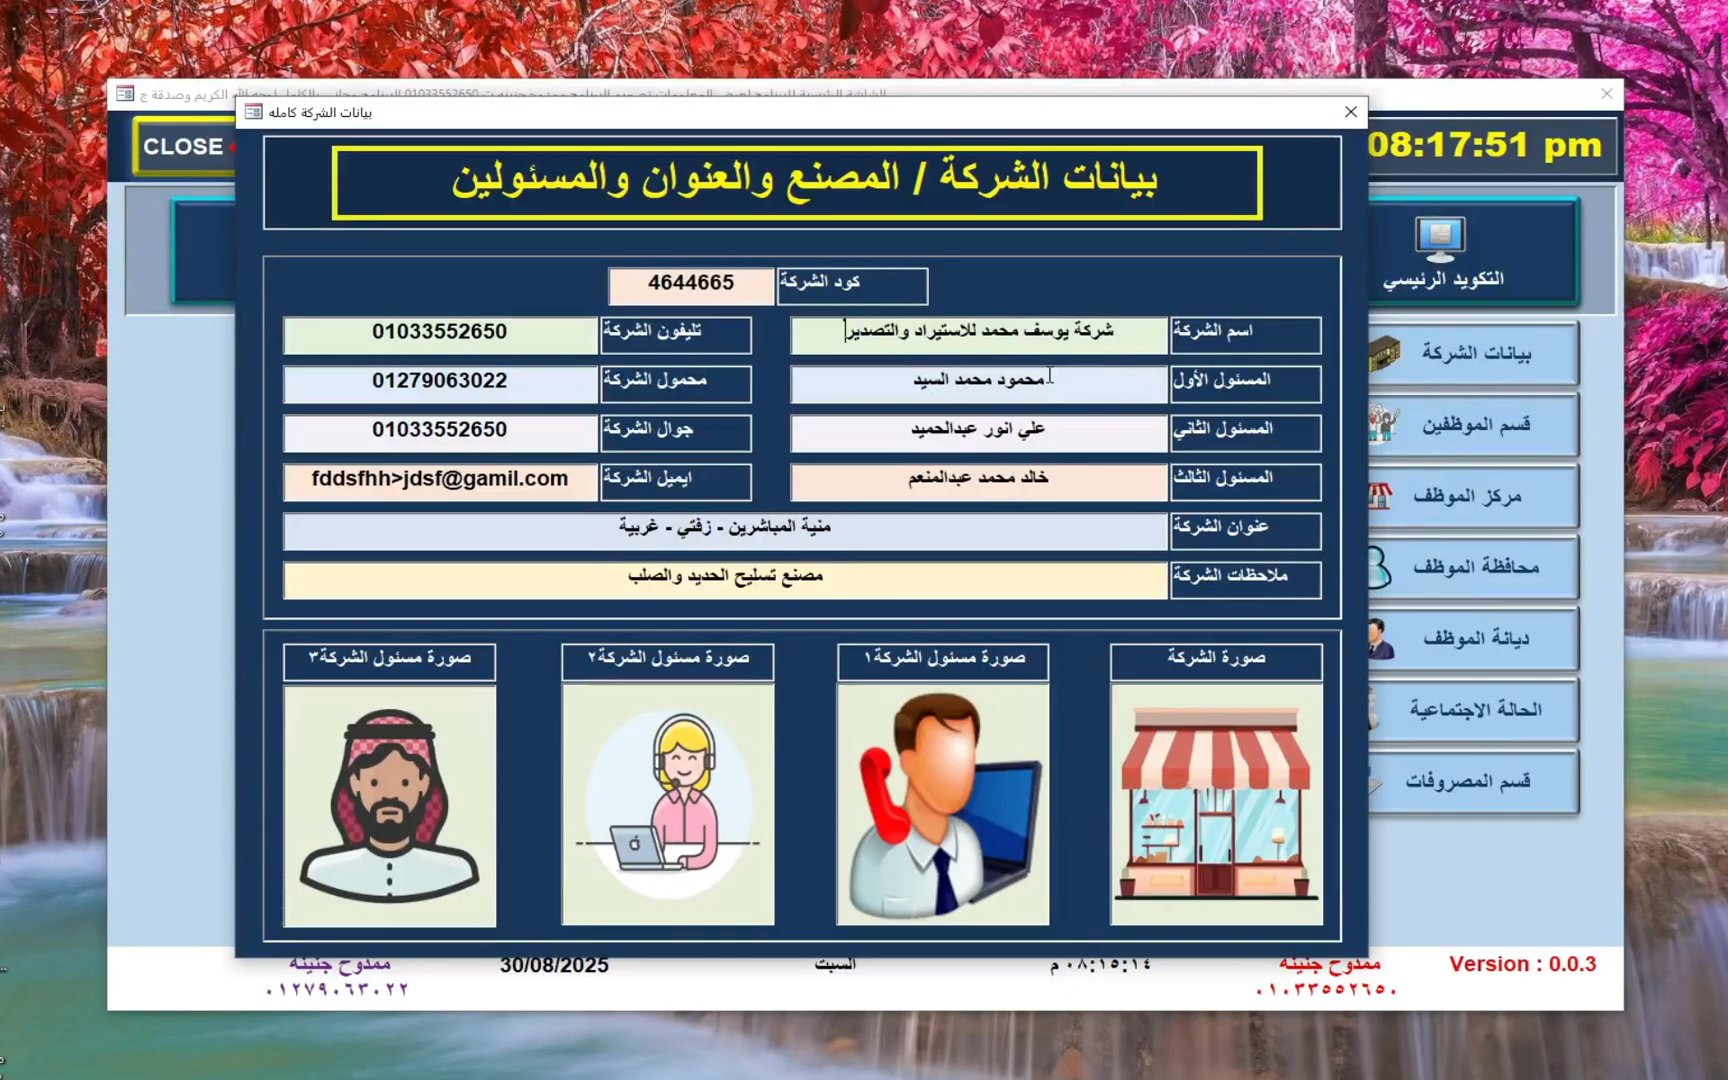 بيانات الشركة كامله
CLOSE
08:17:51 pm
بيانات الشركة / المصنع والعنوان والمسئولين
كود الشركة 4644665
اسم الشركة شركة يوسف محمد للاستيراد والتصدير تليفون الشركة 01033552650
المسئول الأول محمود محمد السيد محمول الشركة 01279063022
المسئول الثاني علي انور عبدالحميد جوال الشركة 01033552650
المسئول الثالث خالد محمد عبدالمنعم ايميل الشركة fddsfhh>jdsf@gamil.com
عنوان الشركة منية المباشرين - زفتي - غربية
ملاحظات الشركة مصنع تسليح الحديد والصلب
صورة الشركة صورة مسئول الشركة١ صورة مسئول الشركة٢ صورة مسئول الشركة٣
التكويد الرئيسي
بيانات الشركة
قسم الموظفين
مركز الموظف
محافظة الموظف
ديانة الموظف
الحالة الاجتماعية
قسم المصروفات
Version : 0.0.3 ممدوح جنينه ٠٨:١٥:١٤ م السبت 30/08/2025 ممدوح جنينه
٠١٠٣٣٥٥٢٦٥٠ ٠١٢٧٩٠٦٣٠٢٢